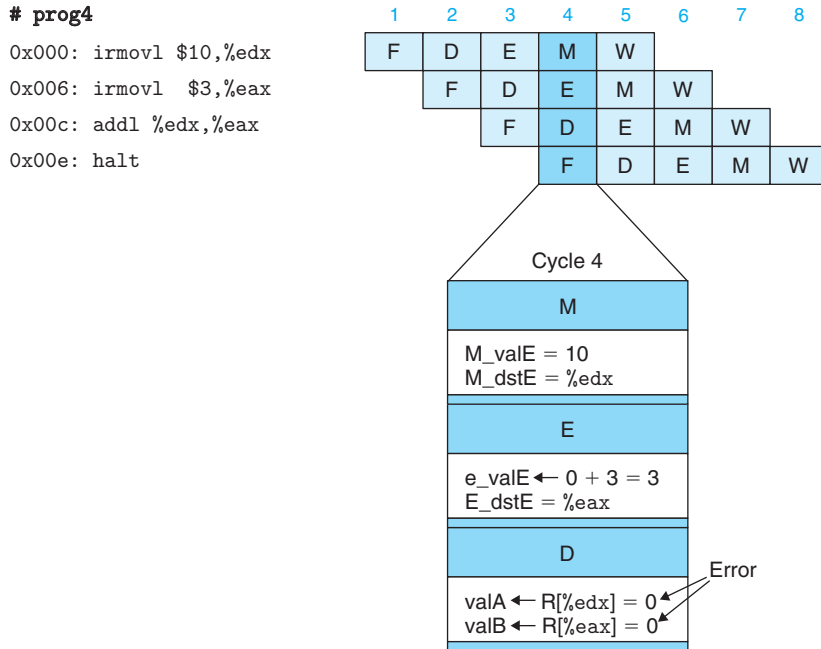 # prog4
1 2 3 4 5 6 7 8
0x000: irmovl $10,%edx F D E M W
0x006: irmovl $3,%eax F D E M W
0x00c: addl %edx,%eax F D E M W
0x00e: halt F D E M W
Cycle 4
M
M_valE = 10
M_dstE = %edx
E
e_valE ← 0 + 3 = 3
E_dstE = %eax
D
Error
valA ← R[%edx] = 0
valB ← R[%eax] = 0